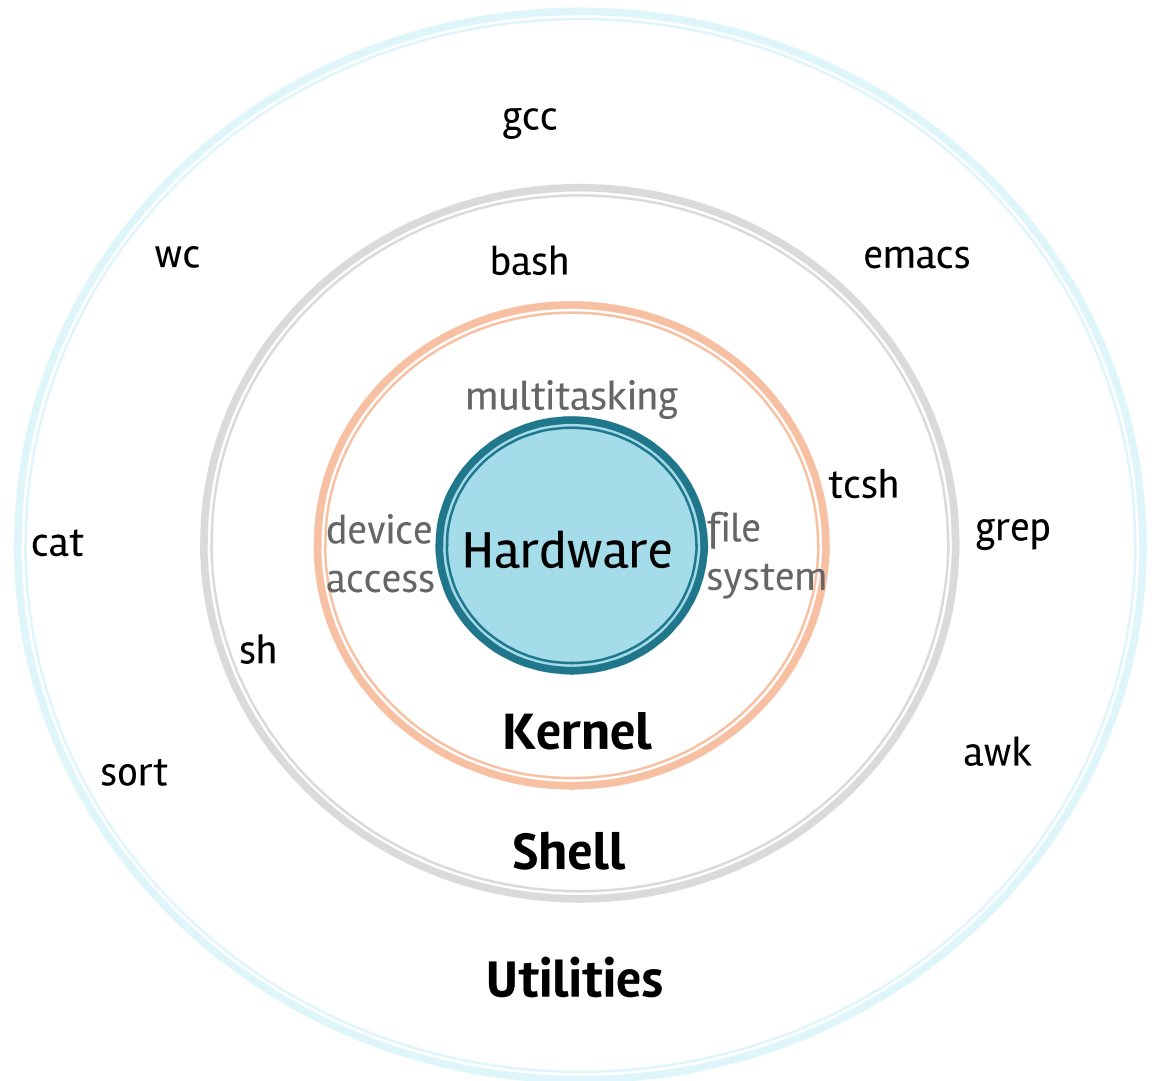 gcc
wc
bash
emacs
multitasking
tcsh
device
access
Hardware
file
system
grep
cat
sh
Kernel
sort
awk
Shell
Utilities